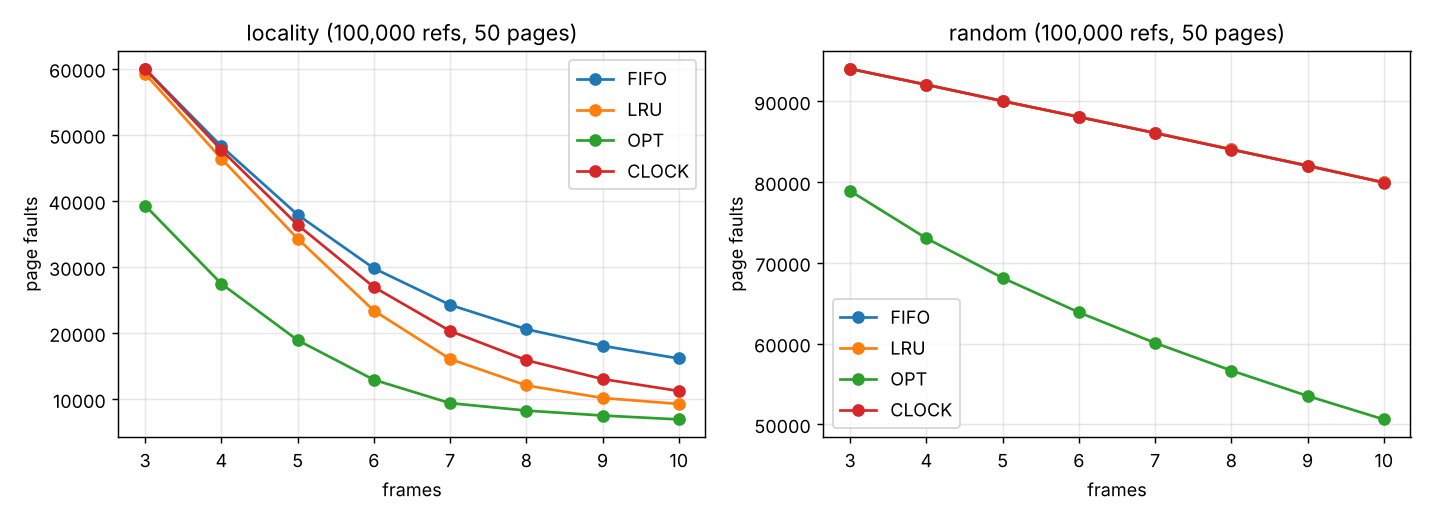 locality (100,000 refs, 50 pages)
60000
50000
40000
30000
20000
10000
page faults
FIFO
LRU
OPT
CLOCK
3 4 5 6 7 8 9 10
frames
random (100,000 refs, 50 pages)
90000
80000
70000
60000
50000
page faults
FIFO
LRU
OPT
CLOCK
3 4 5 6 7 8 9 10
frames